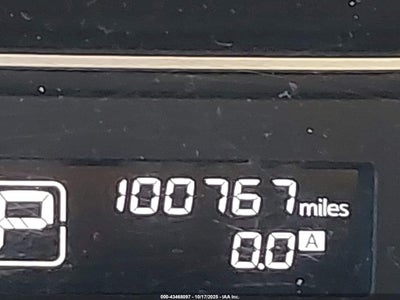 100767 miles
P
0.0 A
000-43468097 - 10/17/2025 - IAA Inc.